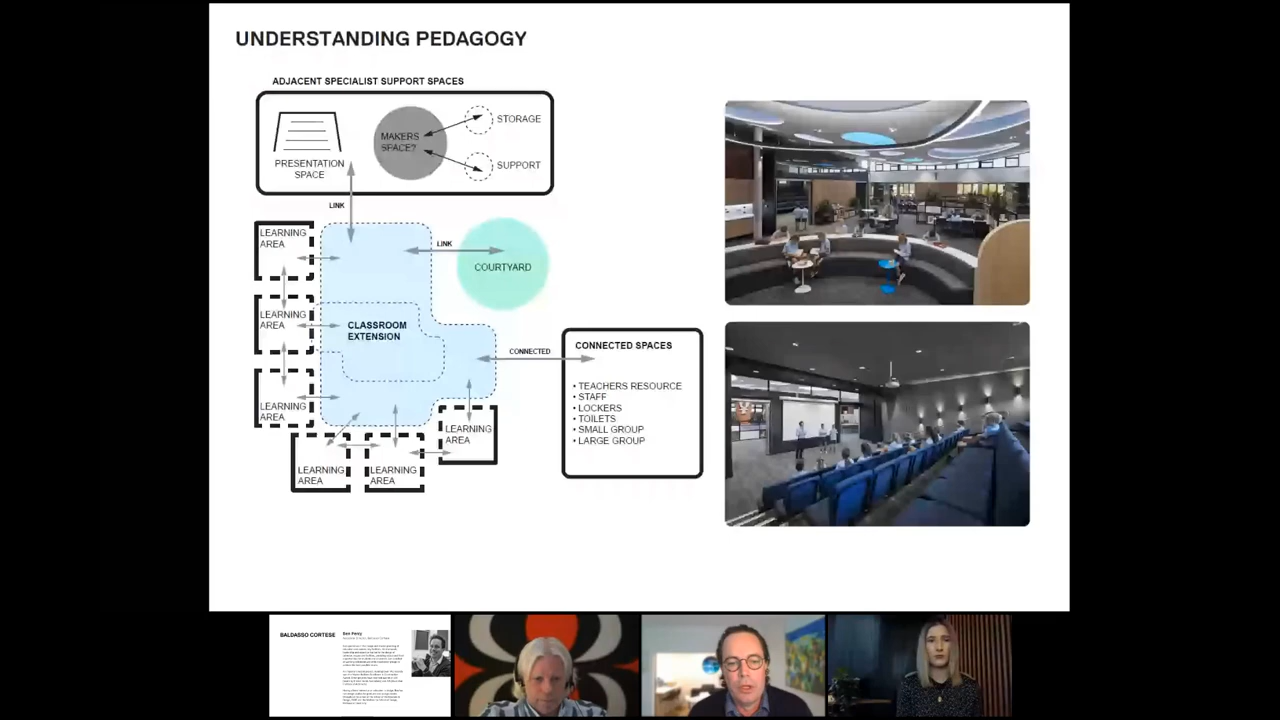 UNDERSTANDING PEDAGOGY
ADJACENT SPECIALIST SUPPORT SPACES
PRESENTATION
SPACE
MAKERS
SPACE?
STORAGE
SUPPORT
LINK
LEARNING
AREA
LINK
COURTYARD
LEARNING
AREA
CLASSROOM
EXTENSION
CONNECTED
LEARNING
AREA
LEARNING
AREA
LEARNING
AREA
LEARNING
AREA
CONNECTED SPACES
• TEACHERS RESOURCE
• STAFF
• LOCKERS
• TOILETS
• SMALL GROUP
• LARGE GROUP
BALDASSO CORTESE